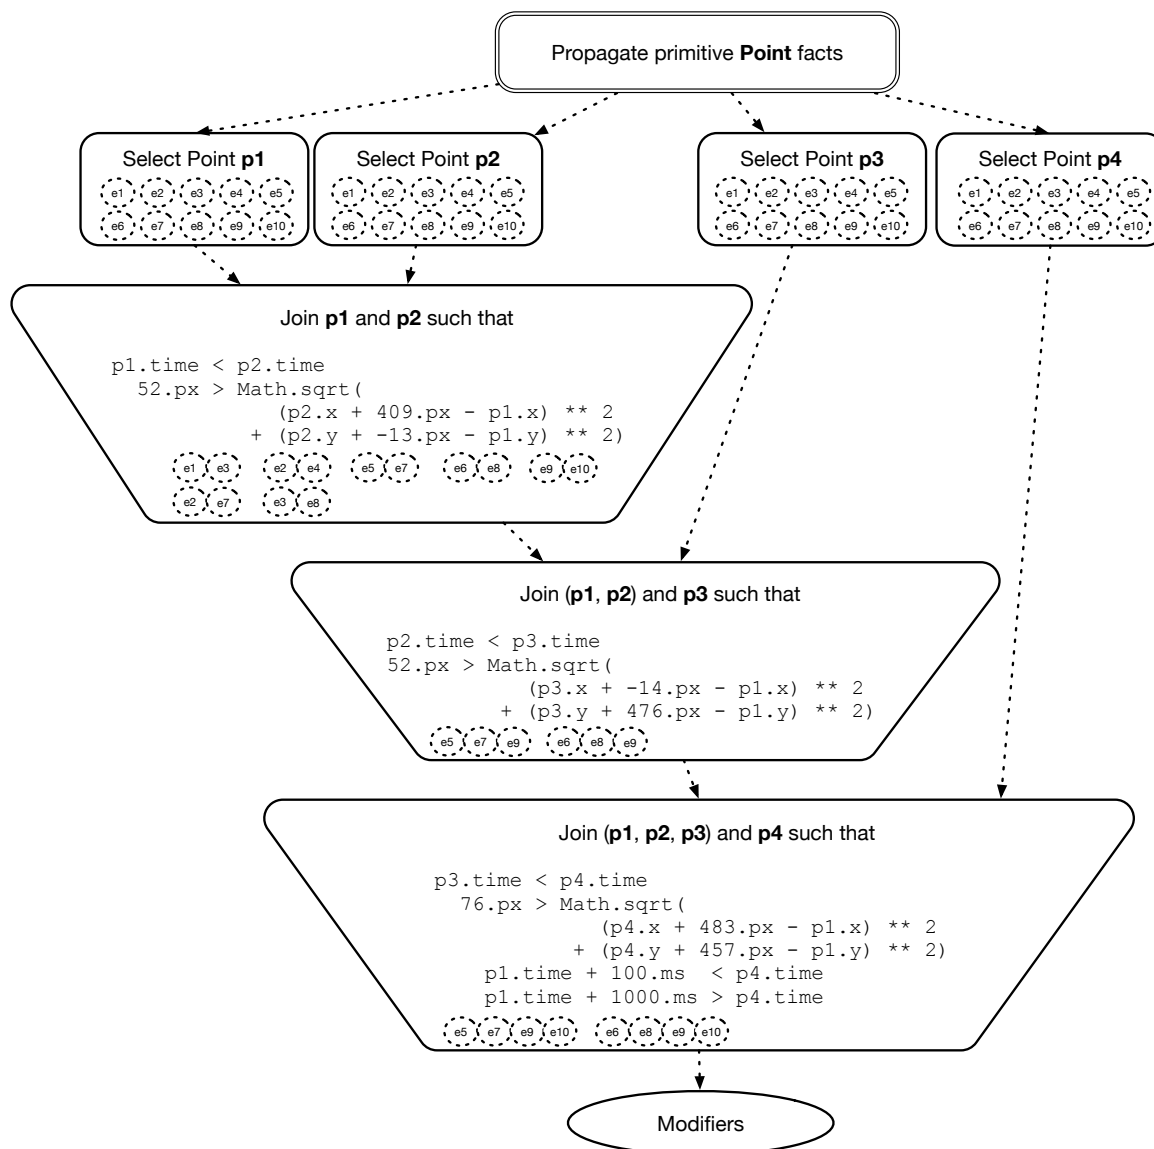 Propagate primitive Point facts
Select Point p1
e1 e2 e3 e4 e5
e6 e7 e8 e9 e10
Select Point p2
e1 e2 e3 e4 e5
e6 e7 e8 e9 e10
Select Point p3
e1 e2 e3 e4 e5
e6 e7 e8 e9 e10
Select Point p4
e1 e2 e3 e4 e5
e6 e7 e8 e9 e10
Join p1 and p2 such that
p1.time < p2.time
52.px > Math.sqrt(
(p2.x + 409.px - p1.x) ** 2
+ (p2.y + -13.px - p1.y) ** 2)
e1 e3 e2 e4 e5 e7 e6 e8 e9 e10
e2 e7 e3 e8
Join (p1, p2) and p3 such that
p2.time < p3.time
52.px > Math.sqrt(
(p3.x + -14.px - p1.x) ** 2
+ (p3.y + 476.px - p1.y) ** 2)
e5 e7 e9 e6 e8 e9
Join (p1, p2, p3) and p4 such that
p3.time < p4.time
76.px > Math.sqrt(
(p4.x + 483.px - p1.x) ** 2
+ (p4.y + 457.px - p1.y) ** 2)
p1.time + 100.ms < p4.time
p1.time + 1000.ms > p4.time
e5 e7 e9 e10 e6 e8 e9 e10
Modifiers